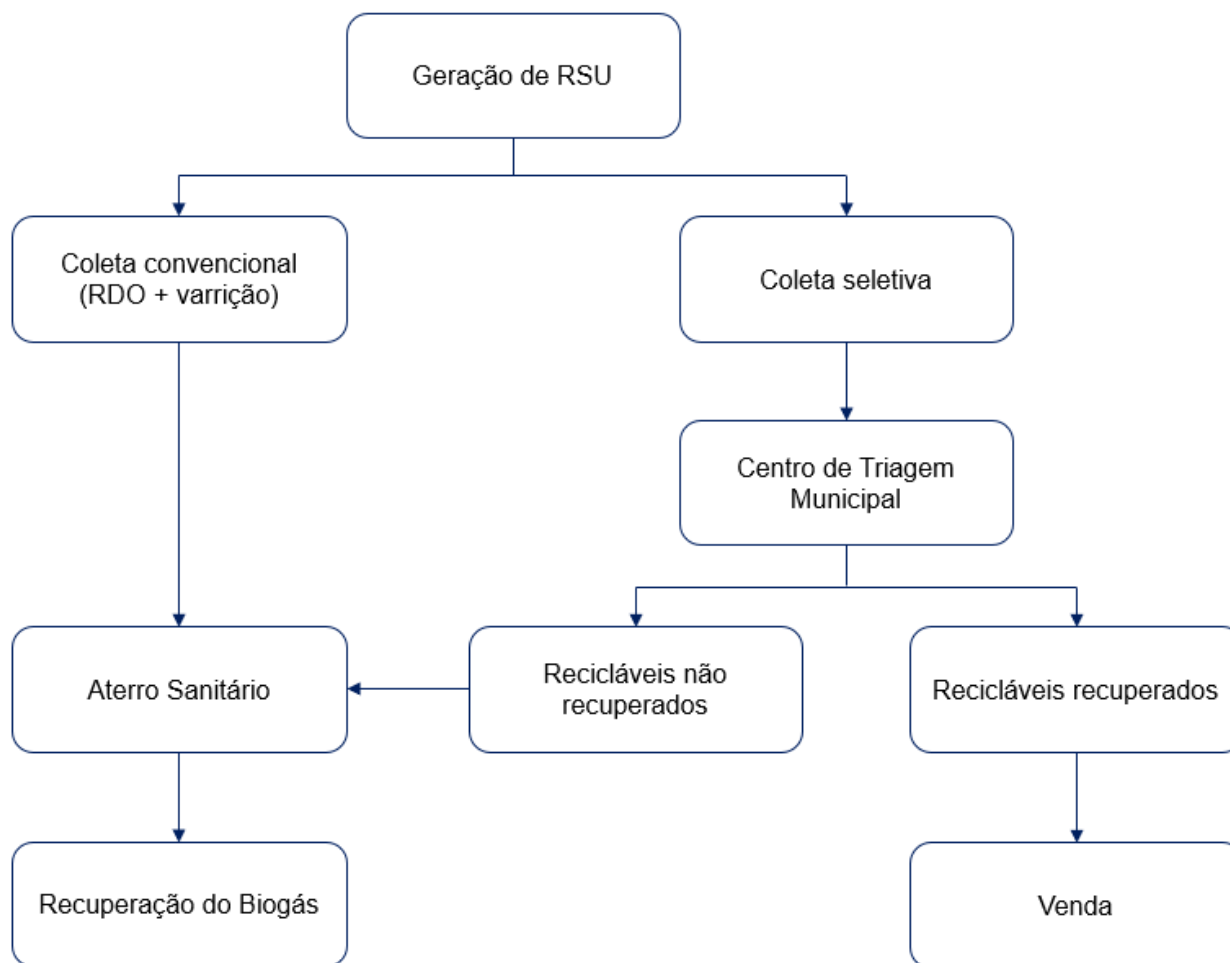 Geração de RSU
Coleta convencional
(RDO + varrição)
Coleta seletiva
Centro de Triagem
Municipal
Aterro Sanitário
Recicláveis não
recuperados
Recicláveis recuperados
Recuperação do Biogás
Venda